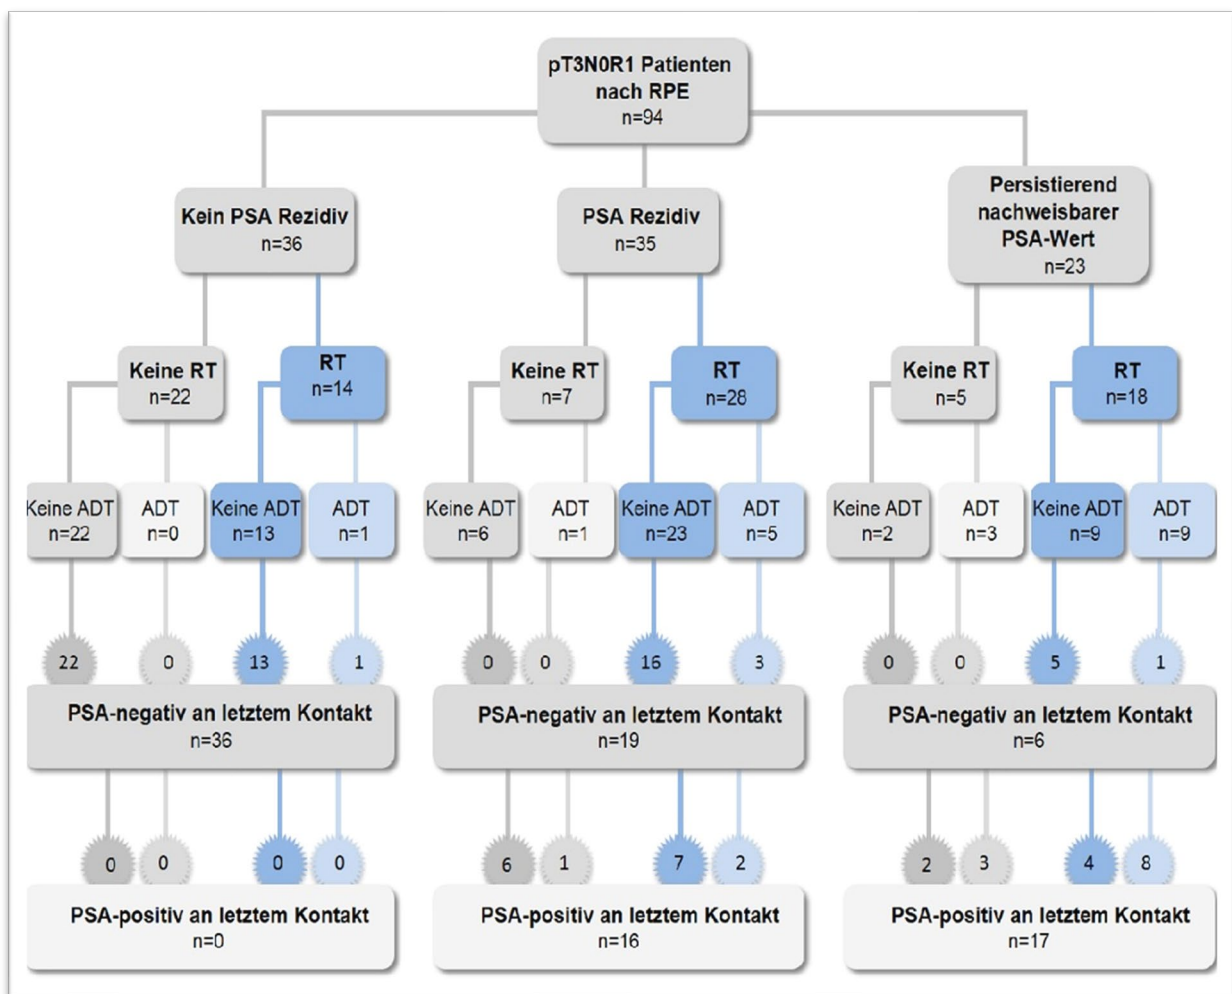 pT3N0R1 Patienten
nach RPE
n=94
Kein PSA Rezidiv
n=36
PSA Rezidiv
n=35
Persistierend
nachweisbarer
PSA-Wert
n=23
Keine RT
n=22
RT
n=14
Keine RT
n=7
RT
n=28
Keine RT
n=5
RT
n=18
Keine ADT
n=22
ADT
n=0
Keine ADT
n=13
ADT
n=1
Keine ADT
n=6
ADT
n=1
Keine ADT
n=23
ADT
n=5
Keine ADT
n=2
ADT
n=3
Keine ADT
n=9
ADT
n=9
22
0
13
1
0
0
16
3
0
0
5
1
PSA-negativ an letztem Kontakt
n=36
PSA-negativ an letztem Kontakt
n=19
PSA-negativ an letztem Kontakt
n=6
0
0
0
0
6
1
7
2
2
3
4
8
PSA-positiv an letztem Kontakt
n=0
PSA-positiv an letztem Kontakt
n=16
PSA-positiv an letztem Kontakt
n=17